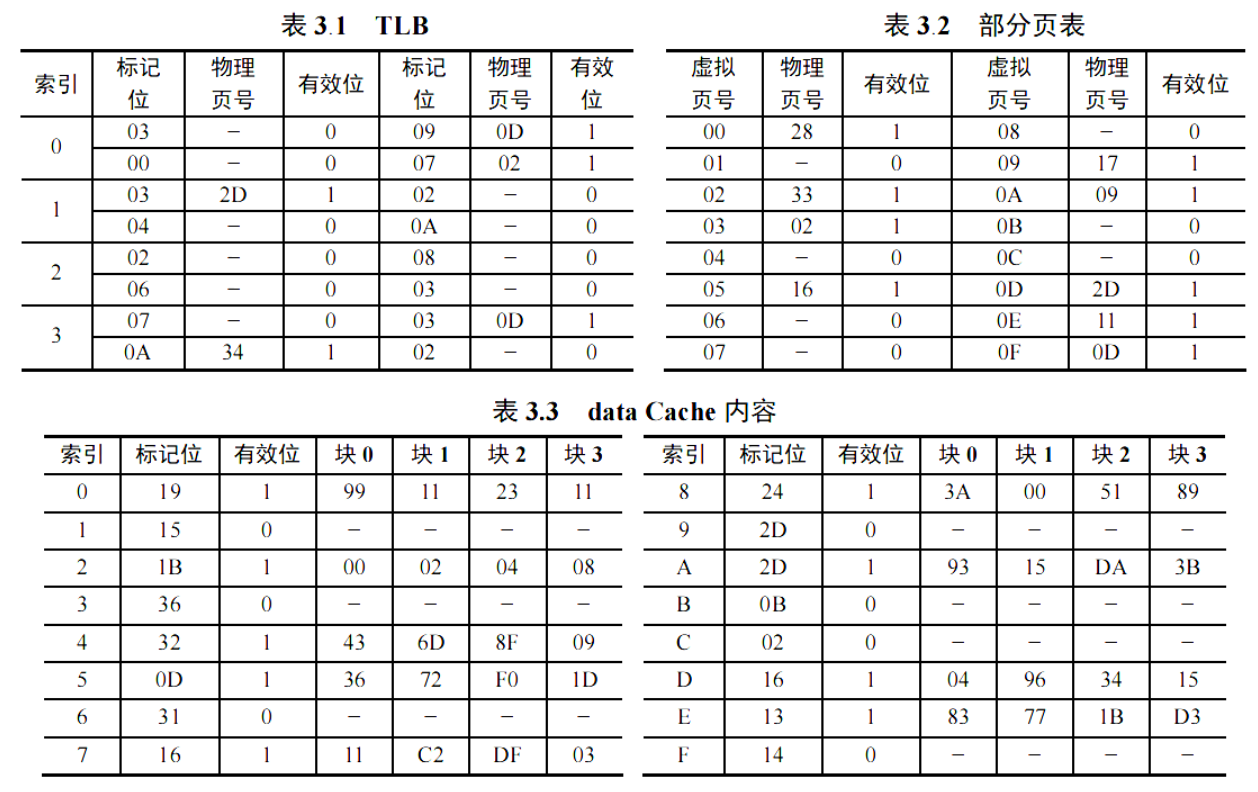 表 3.1 TLB
索引 标记位 物理页号 有效位 标记位 物理页号 有效位
0 03 – 0 09 0D 1
00 – 0 07 02 1
1 03 2D 1 02 – 0
04 – 0 0A – 0
2 02 – 0 08 – 0
06 – 0 03 – 0
3 07 – 0 03 0D 1
0A 34 1 02 – 0
表 3.2 部分页表
虚拟页号 物理页号 有效位 虚拟页号 物理页号 有效位
00 28 1 08 – 0
01 – 0 09 17 1
02 33 1 0A 09 1
03 02 1 0B – 0
04 – 0 0C – 0
05 16 1 0D 2D 1
06 – 0 0E 11 1
07 – 0 0F 0D 1
表 3.3 data Cache 内容
索引 标记位 有效位 块 0 块 1 块 2 块 3
0 19 1 99 11 23 11
1 15 0 – – – –
2 1B 1 00 02 04 08
3 36 0 – – – –
4 32 1 43 6D 8F 09
5 0D 1 36 72 F0 1D
6 31 0 – – – –
7 16 1 11 C2 DF 03
索引 标记位 有效位 块 0 块 1 块 2 块 3
8 24 1 3A 00 51 89
9 2D 0 – – – –
A 2D 1 93 15 DA 3B
B 0B 0 – – – –
C 02 0 – – – –
D 16 1 04 96 34 15
E 13 1 83 77 1B D3
F 14 0 – – – –